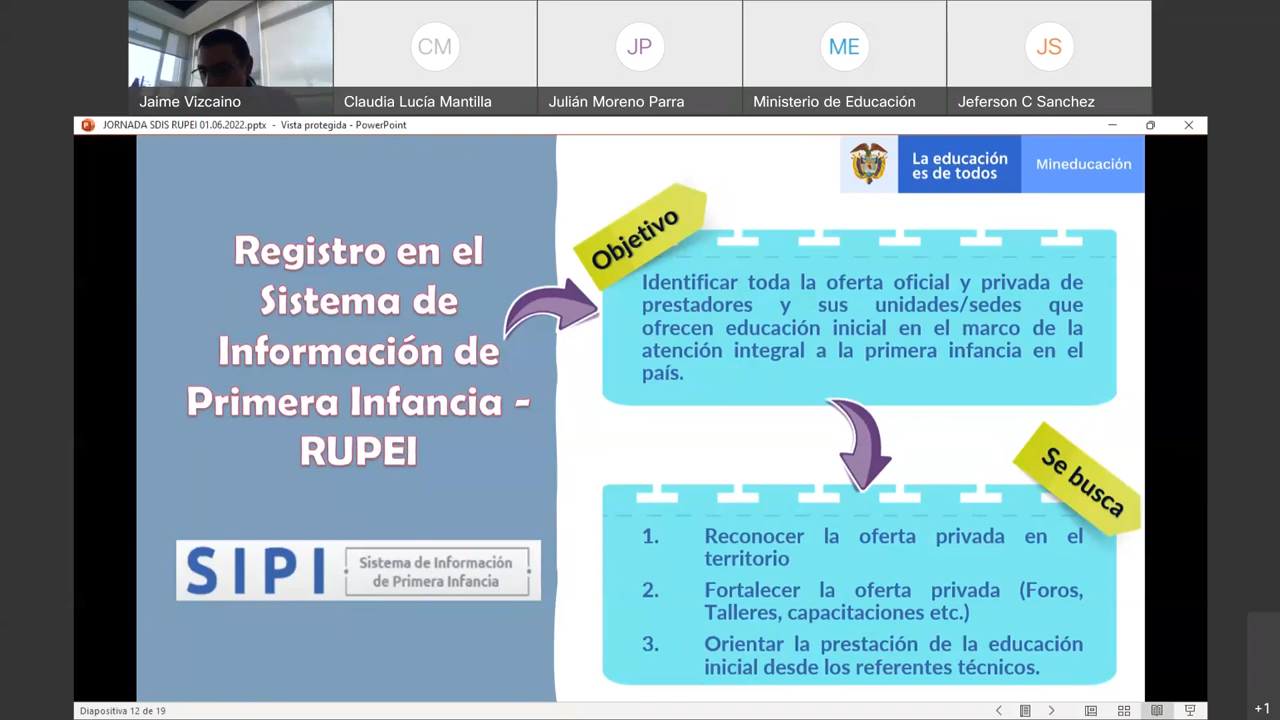 CM
JP
ME
JS
Jaime Vizcaino
Claudia Lucía Mantilla
Julián Moreno Parra
Ministerio de Educación
Jeferson C Sanchez
JORNADA SDIS RUPEI 01.06.2022.pptx - Vista protegida - PowerPoint
La educación
es de todos
Mineducación
Registro en el
Sistema de
Información de
Primera Infancia -
RUPEI
SIPI
Sistema de Información
de Primera Infancia
Objetivo
Identificar toda la oferta oficial y privada de
prestadores y sus unidades/sedes que
ofrecen educación inicial en el marco de la
atención integral a la primera infancia en el
país.
Se busca
1. Reconocer la oferta privada en el
territorio
2. Fortalecer la oferta privada (Foros,
Talleres, capacitaciones etc.)
3. Orientar la prestación de la educación
inicial desde los referentes técnicos.
Diapositiva 12 de 19
+1